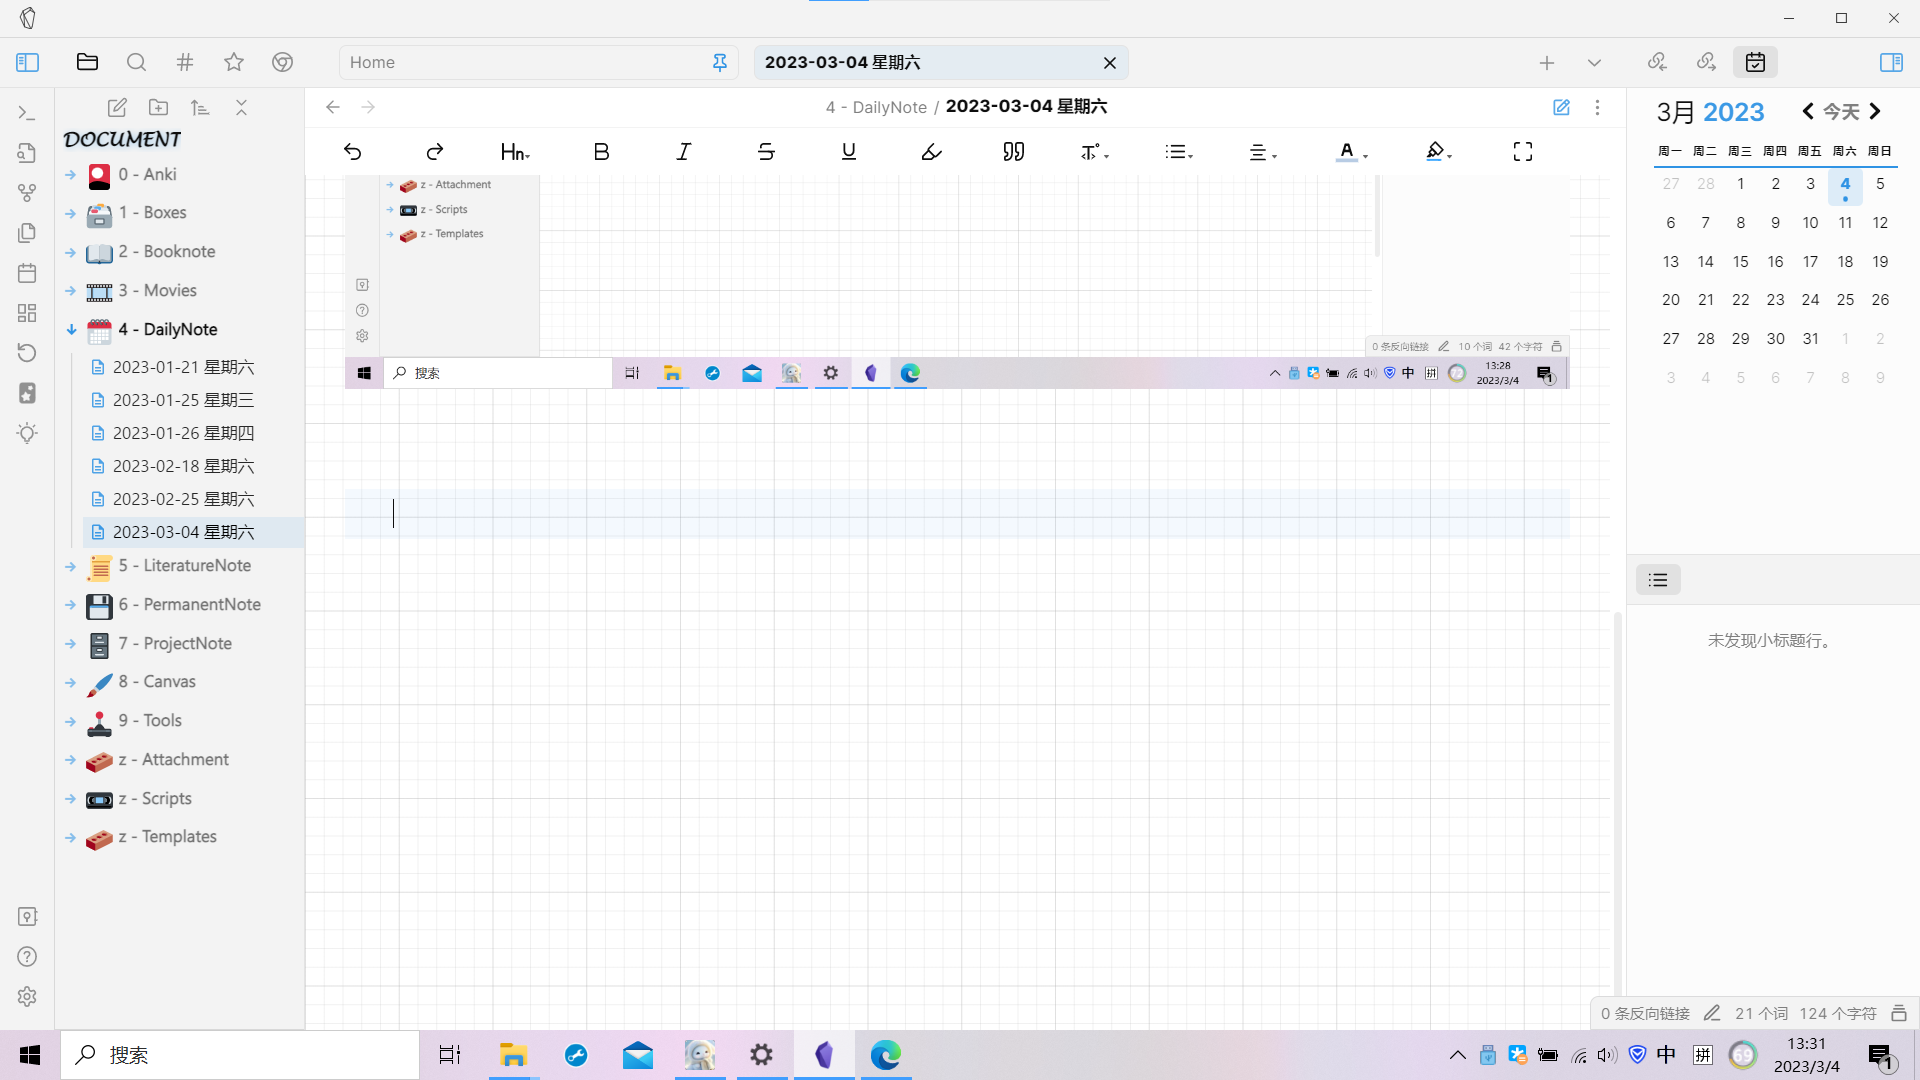 Home
2023-03-04 星期六
4 - DailyNote / 2023-03-04 星期六
3月 2023
今天
DOCUMENT
0 - Anki
1 - Boxes
2 - Booknote
3 - Movies
4 - DailyNote
2023-01-21 星期六
2023-01-25 星期三
2023-01-26 星期四
2023-02-18 星期六
2023-02-25 星期六
2023-03-04 星期六
5 - LiteratureNote
6 - PermanentNote
7 - ProjectNote
8 - Canvas
9 - Tools
z - Attachment
z - Scripts
z - Templates
Hn
B
I
S
U
A
z - Attachment
z - Scripts
z - Templates
0 条反向链接 10 个词 42 个字符
搜索
中
拼
13:28
2023/3/4
1
周一 周二 周三 周四 周五 周六 周日
27 28 1 2 3 4 5
6 7 8 9 10 11 12
13 14 15 16 17 18 19
20 21 22 23 24 25 26
27 28 29 30 31 1 2
3 4 5 6 7 8 9
未发现小标题行。
0 条反向链接 21 个词 124 个字符
搜索
中
拼
69
13:31
2023/3/4
1